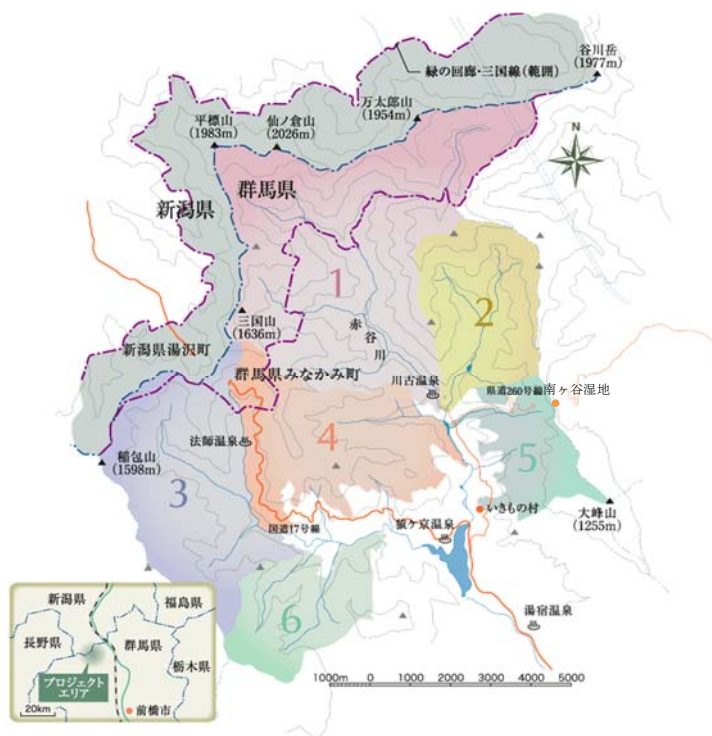 谷川岳
(1977m)
緑の回廊・三国線(範囲)
万太郎山
(1954m)
平標山
(1983m)
仙ノ倉山
(2026m)
N
群馬県
新潟県
1
2
三国山
(1636m)
赤谷川
新潟県湯沢町
群馬県みなかみ町
川古温泉
県道260号線
南ヶ谷湿地
法師温泉
4
5
稲包山
(1598m)
3
いきもの村
大峰山
(1255m)
国道17号線
猿ケ京温泉
6
湯宿温泉
1000m 0 1000 2000 3000 4000 5000
新潟県
福島県
長野県
群馬県
栃木県
プロジェクト
エリア
20km
前橋市